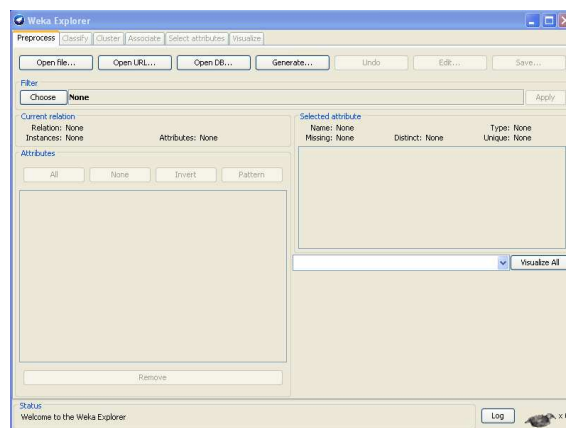 Weka Explorer
Preprocess Classify Cluster Associate Select attributes Visualize
Open file... Open URL... Open DB... Generate... Undo Edit... Save...
Filter
Choose None Apply
Current relation
Relation: None
Instances: None Attributes: None
Selected attribute
Name: None Type: None
Missing: None Distinct: None Unique: None
Attributes
All None Invert Pattern
Visualize All
Remove
Status
Welcome to the Weka Explorer
Log x